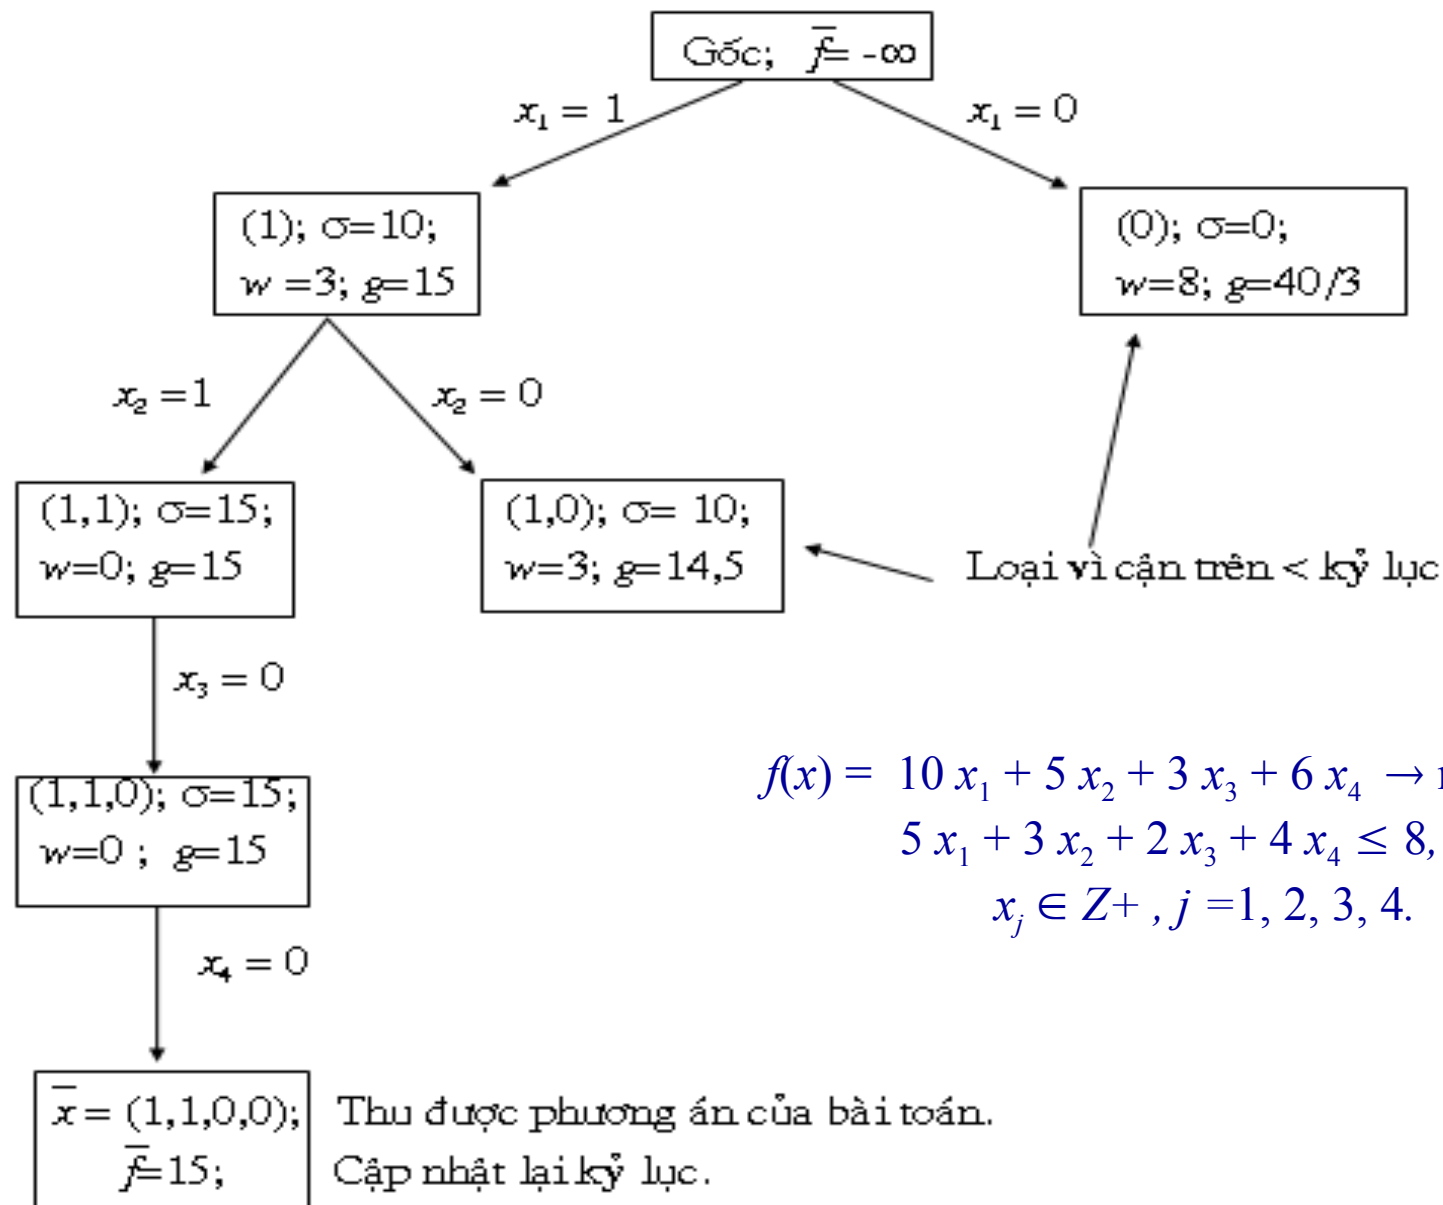 Gốc; f̅= -∞
x₁ = 1
x₁ = 0
(1); σ=10;
w =3; g=15
(0); σ=0;
w=8; g=40/3
x₂ =1
x₂ = 0
(1,1); σ=15;
w=0; g=15
(1,0); σ= 10;
w=3; g=14,5
Loại vì cận trên < kỷ lục
x₃ = 0
(1,1,0); σ=15;
w=0 ; g=15
f(x) = 10 x₁ + 5 x₂ + 3 x₃ + 6 x₄ →
5 x₁ + 3 x₂ + 2 x₃ + 4 x₄ ≤ 8,
xⱼ ∈ Z+ , j =1, 2, 3, 4.
x₄ = 0
x̅ = (1,1,0,0);
f̅=15;
Thu được phương án của bài toán.
Cập nhật lại kỷ lục.